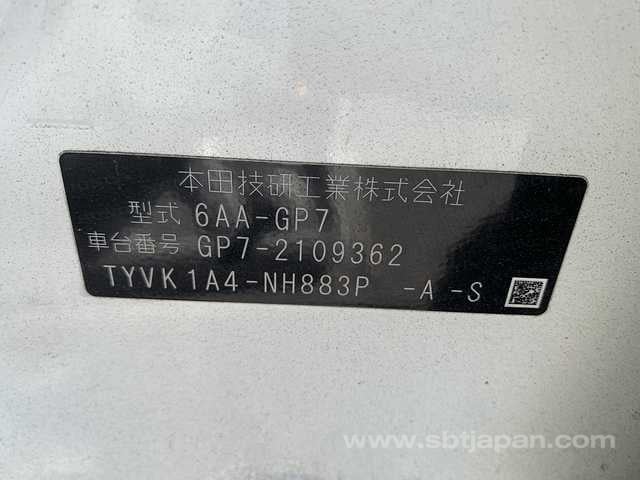 本田技研工業株式会社
型式 6AA-GP7
車台番号 GP7-2109362
TYVK1A4-NH883P -A -S
www.sbtjapan.com